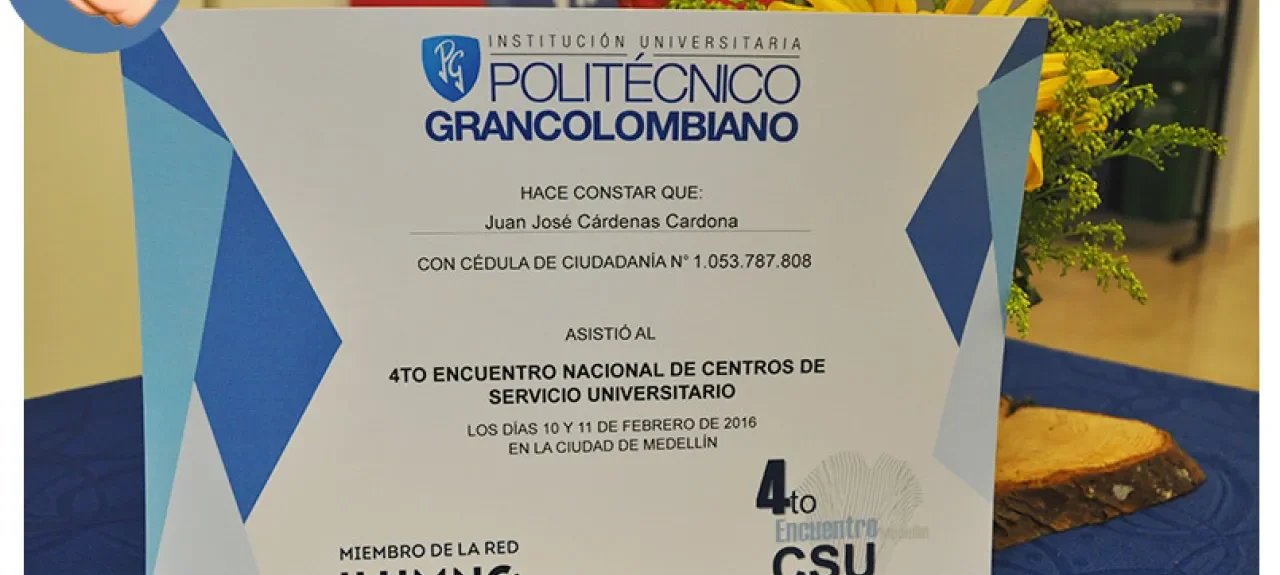 PG
INSTITUCIÓN UNIVERSITARIA
POLITÉCNICO
GRANCOLOMBIANO
HACE CONSTAR QUE:
Juan José Cárdenas Cardona
CON CÉDULA DE CIUDADANÍA N° 1.053.787.808
ASISTIÓ AL
4TO ENCUENTRO NACIONAL DE CENTROS DE
SERVICIO UNIVERSITARIO
LOS DÍAS 10 Y 11 DE FEBRERO DE 2016
EN LA CIUDAD DE MEDELLÍN
4to
Encuentro Medellín
CSU
MIEMBRO DE LA RED